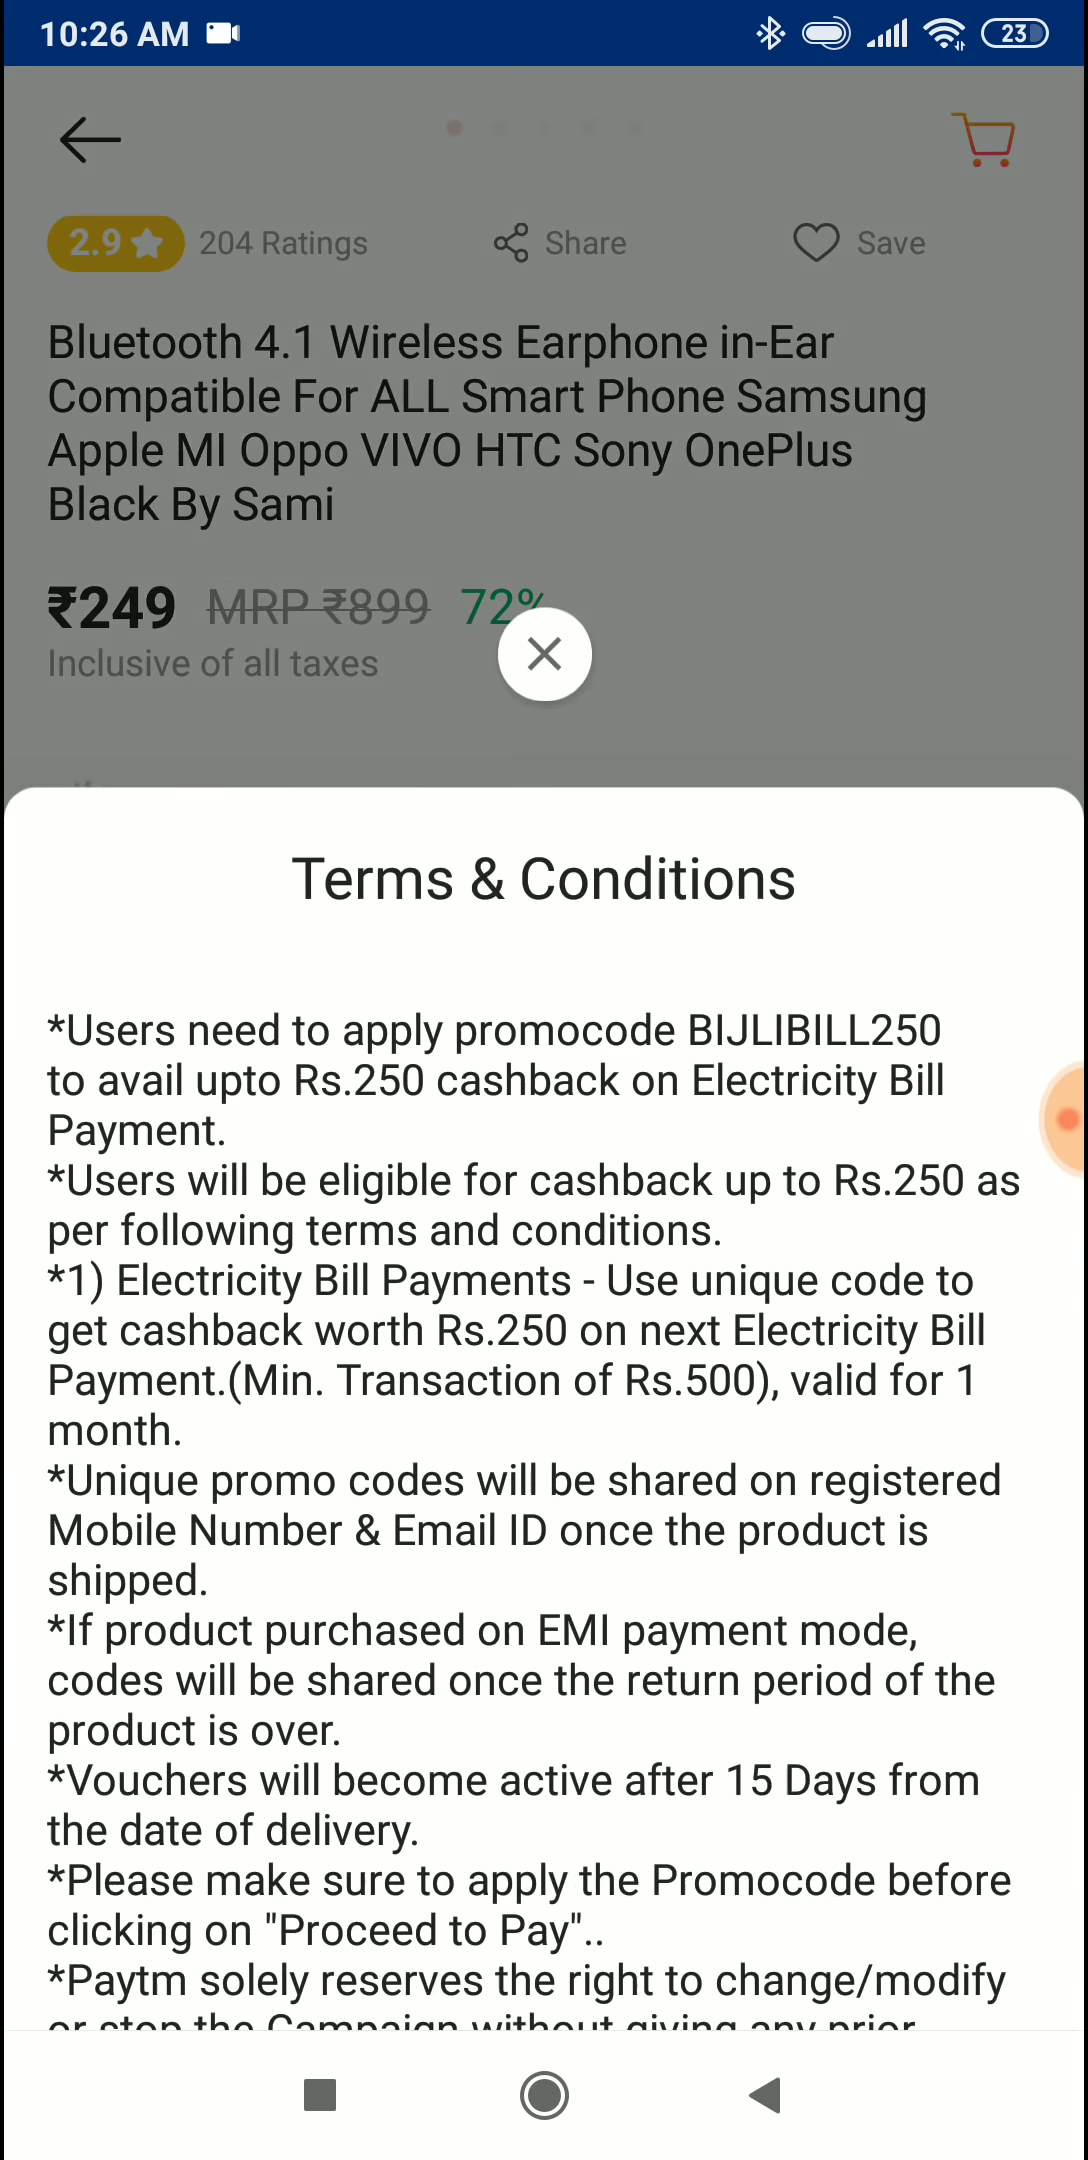 10:26 AM
23
2.9
204 Ratings
Share
Save
Bluetooth 4.1 Wireless Earphone in-Ear
Compatible For ALL Smart Phone Samsung
Apple MI Oppo VIVO HTC Sony OnePlus
Black By Sami
₹249 MRP ₹899 72%
Inclusive of all taxes
Terms & Conditions
*Users need to apply promocode BIJLIBILL250
to avail upto Rs.250 cashback on Electricity Bill
Payment.
*Users will be eligible for cashback up to Rs.250 as
per following terms and conditions.
*1) Electricity Bill Payments - Use unique code to
get cashback worth Rs.250 on next Electricity Bill
Payment.(Min. Transaction of Rs.500), valid for 1
month.
*Unique promo codes will be shared on registered
Mobile Number & Email ID once the product is
shipped.
*If product purchased on EMI payment mode,
codes will be shared once the return period of the
product is over.
*Vouchers will become active after 15 Days from
the date of delivery.
*Please make sure to apply the Promocode before
clicking on "Proceed to Pay"..
*Paytm solely reserves the right to change/modify
or stop the Campaign without giving any prior